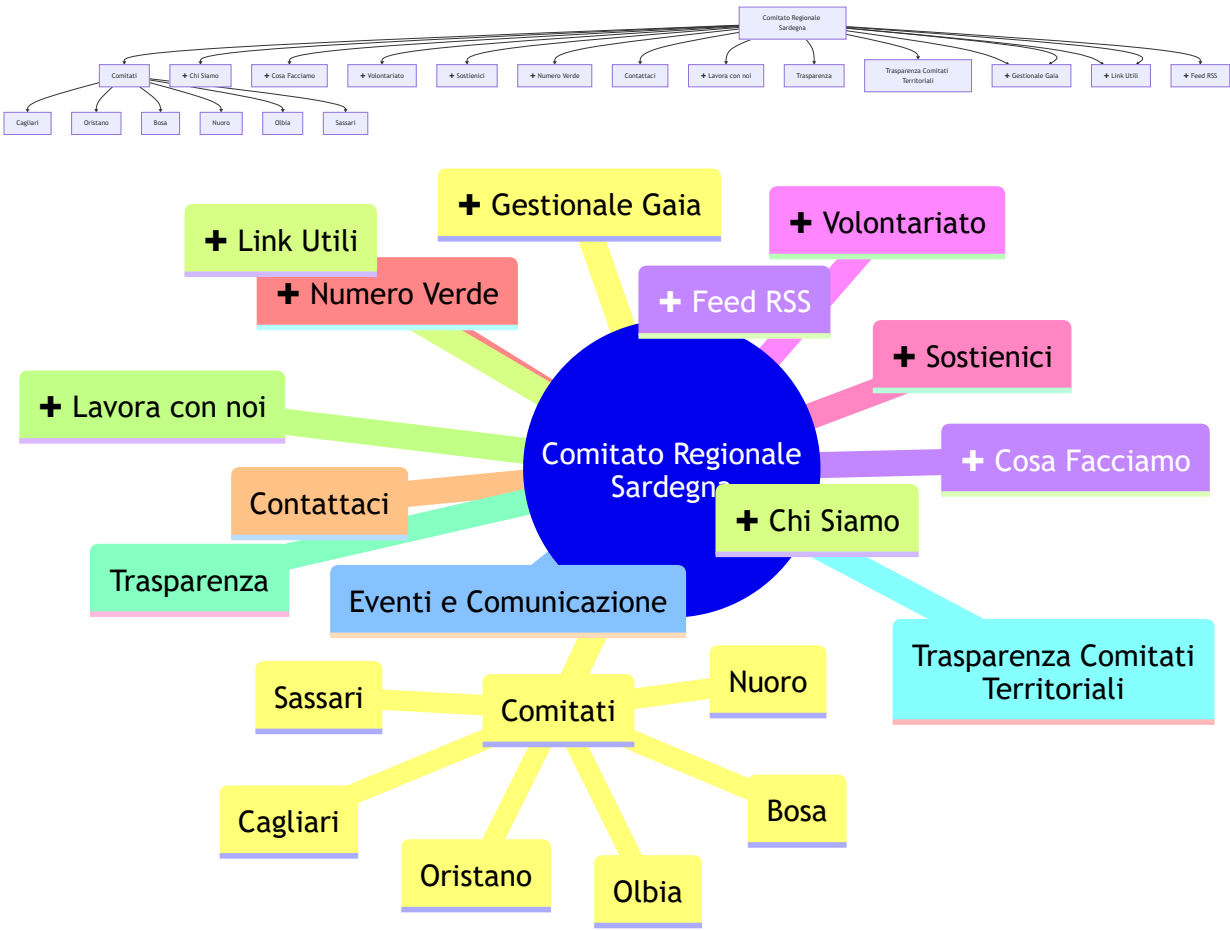 Comitato Regionale
Sardegna
Comitati
✚ Chi Siamo
✚ Cosa Facciamo
✚ Volontariato
✚ Sostienici
✚ Numero Verde
Contattaci
✚ Lavora con noi
Trasparenza
Trasparenza Comitati
Territoriali
✚ Gestionale Gaia
✚ Link Utili
✚ Feed RSS
Cagliari
Oristano
Bosa
Nuoro
Olbia
Sassari
✚ Gestionale Gaia
✚ Volontariato
✚ Link Utili
✚ Numero Verde
✚ Feed RSS
✚ Sostienici
✚ Lavora con noi
Comitato Regionale
Sardegna
✚ Cosa Facciamo
Contattaci
✚ Chi Siamo
Trasparenza
Eventi e Comunicazione
Trasparenza Comitati
Territoriali
Sassari
Comitati
Nuoro
Cagliari
Bosa
Oristano
Olbia